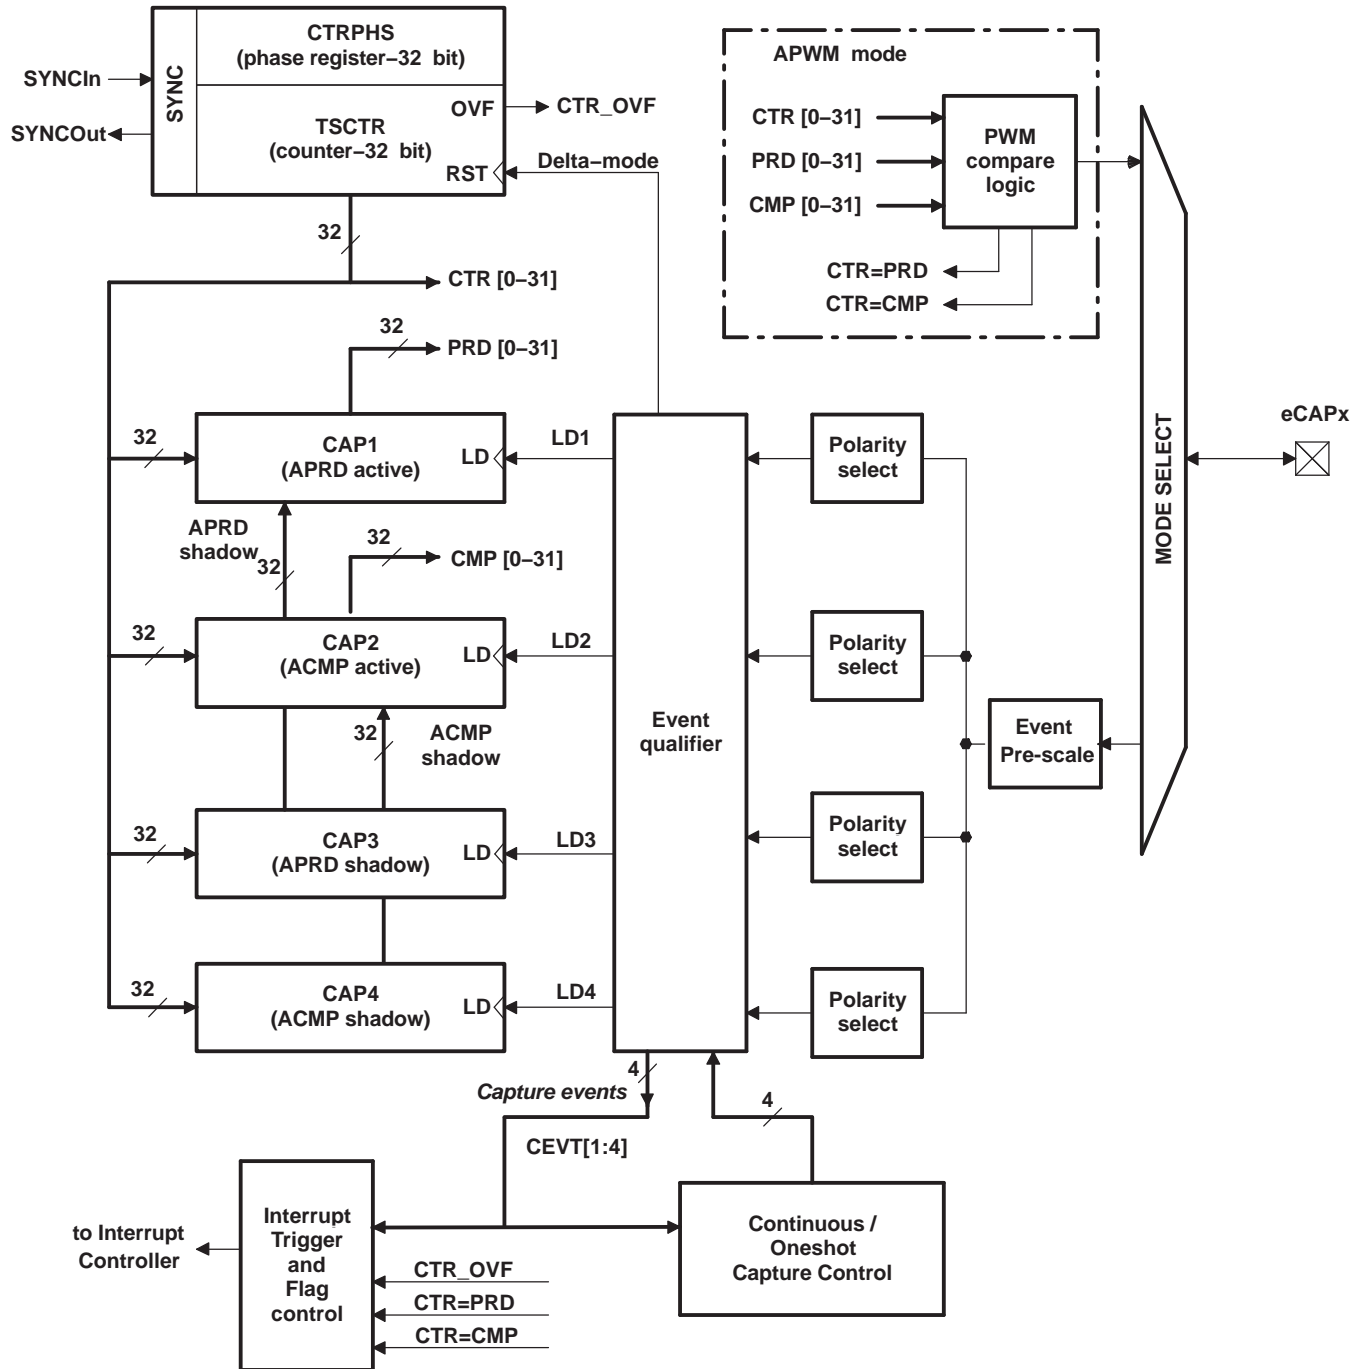 CTRPHS
(phase register−32 bit)
SYNC
SYNCIn
SYNCOut
OVF
CTR_OVF
TSCTR
(counter−32 bit)
RST
Delta−mode
32
CTR [0−31]
32
PRD [0−31]
APWM mode
CTR [0−31]
PRD [0−31]
CMP [0−31]
PWM
compare
logic
CTR=PRD
CTR=CMP
MODE SELECT
eCAPx
32
CAP1
(APRD active)
LD
LD1
Polarity
select
APRD
shadow
32
32
CMP [0−31]
32
CAP2
(ACMP active)
LD
LD2
Polarity
select
32
ACMP
shadow
Event
qualifier
Event
Pre-scale
32
CAP3
(APRD shadow)
LD
LD3
Polarity
select
32
CAP4
(ACMP shadow)
LD
LD4
Polarity
select
4
Capture events
4
CEVT[1:4]
to Interrupt
Controller
Interrupt
Trigger
and
Flag
control
CTR_OVF
CTR=PRD
CTR=CMP
Continuous /
Oneshot
Capture Control